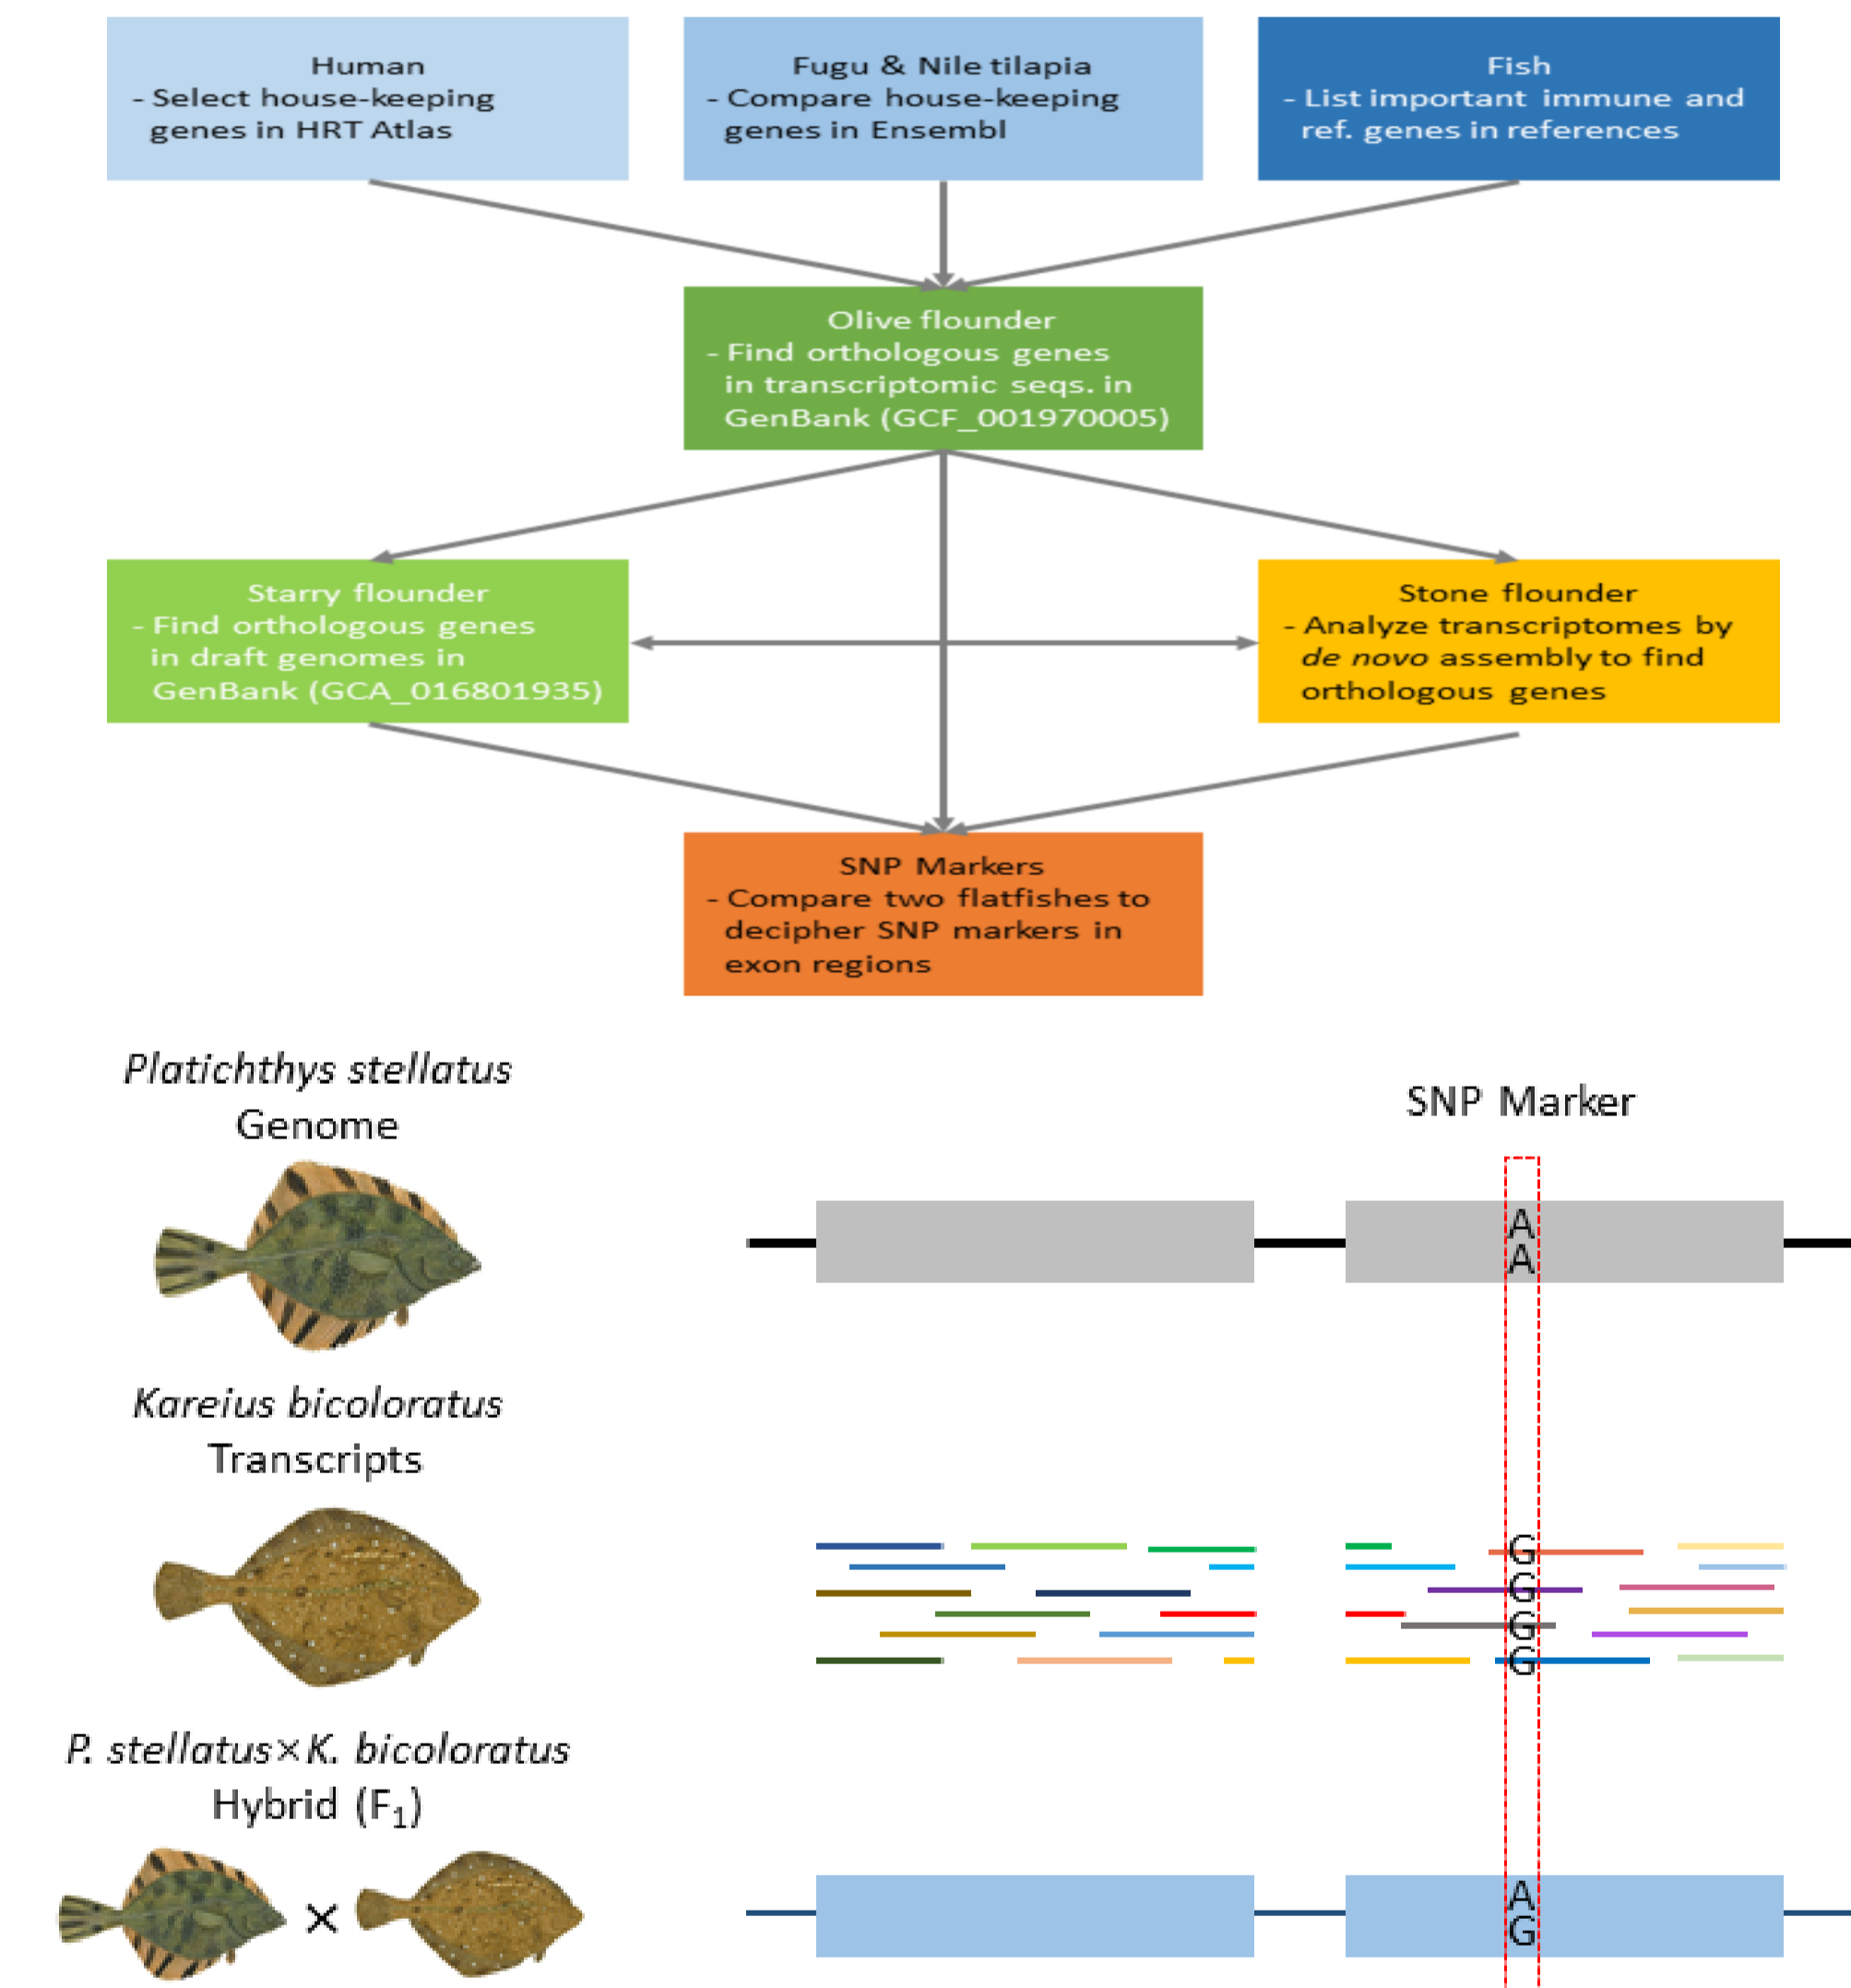 Human
- Select house-keeping
genes in HRT Atlas
Fugu & Nile tilapia
- Compare house-keeping
genes in Ensembl
Fish
- List important immune and
ref. genes in references
Olive flounder
- Find orthologous genes
in transcriptomic seqs. in
GenBank (GCF_001970005)
Starry flounder
- Find orthologous genes
in draft genomes in
GenBank (GCA_016801935)
Stone flounder
- Analyze transcriptomes by
de novo assembly to find
orthologous genes
SNP Markers
- Compare two flatfishes to
decipher SNP markers in
exon regions
Platichthys stellatus
Genome
SNP Marker
A
A
Kareius bicoloratus
Transcripts
G
G
G
G
P. stellatus×K. bicoloratus
Hybrid (F₁)
×
A
G